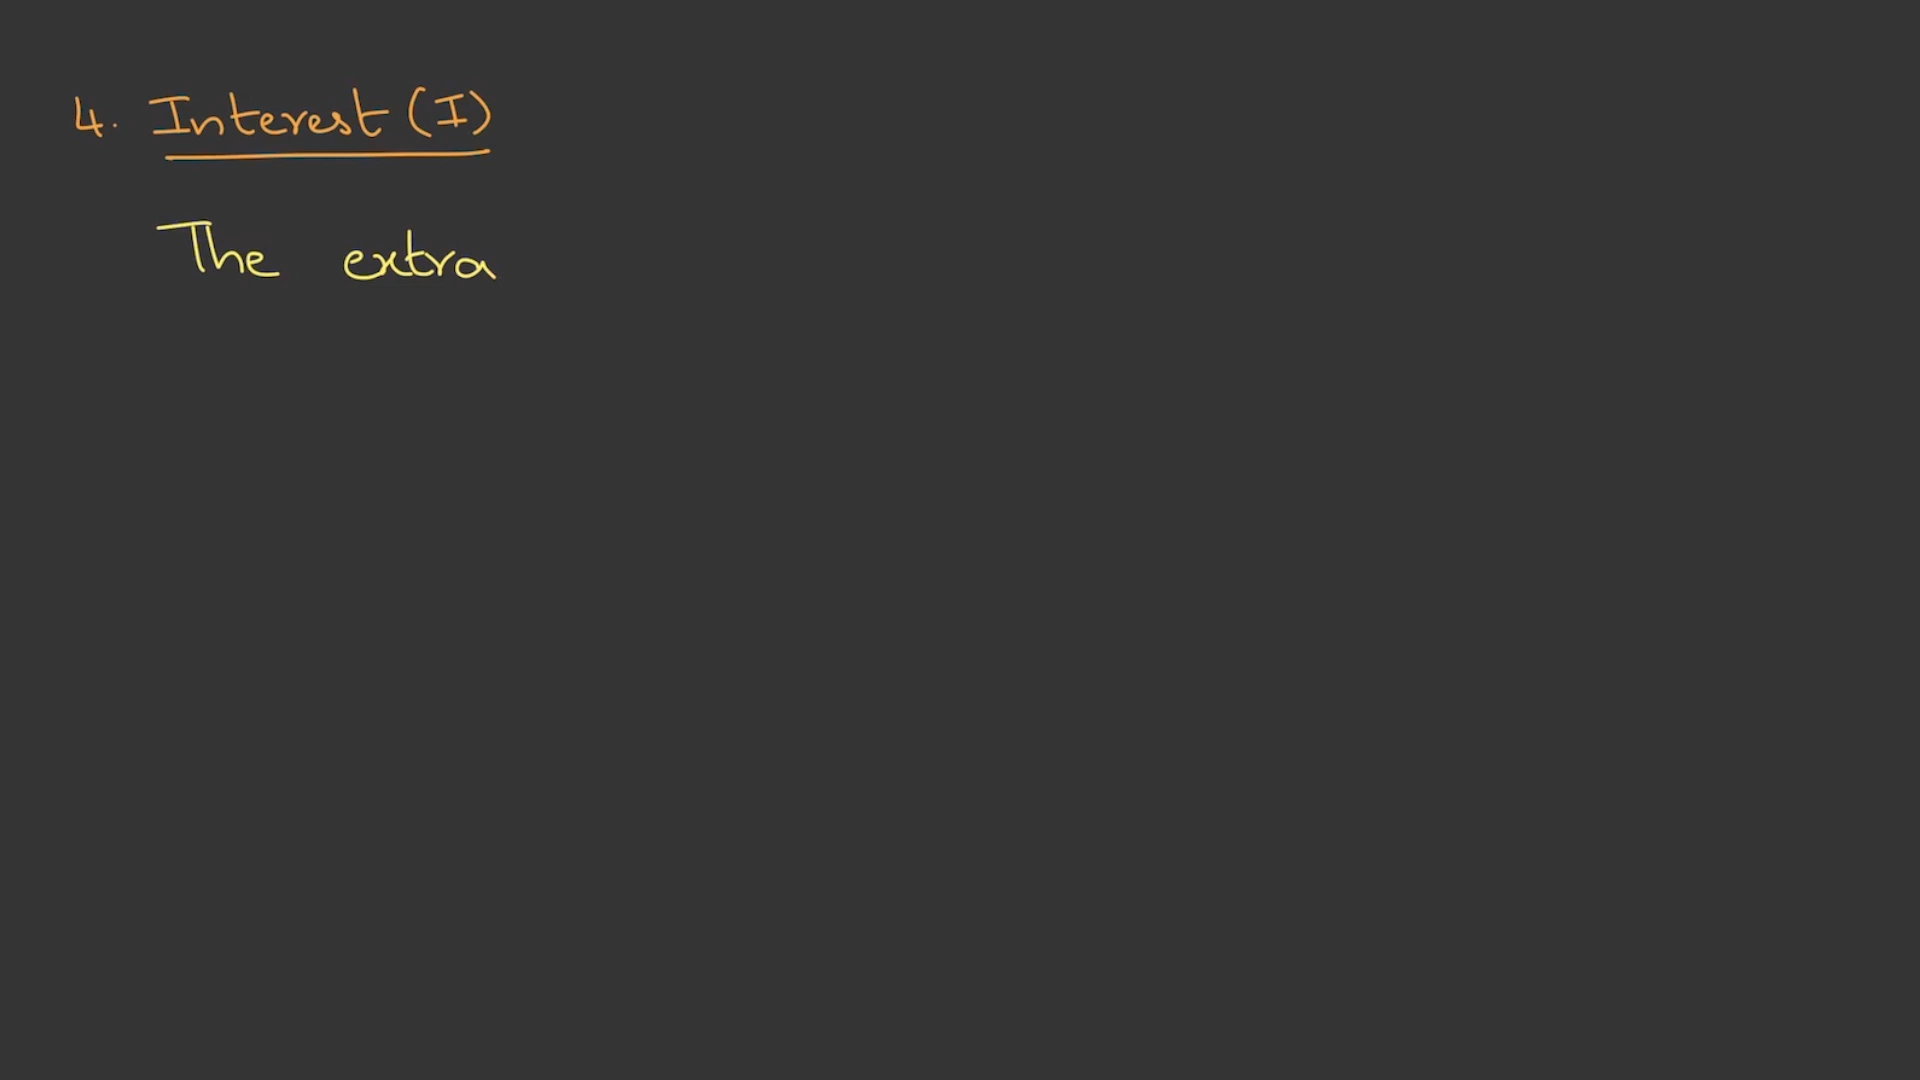 4. Interest (I)
The extra